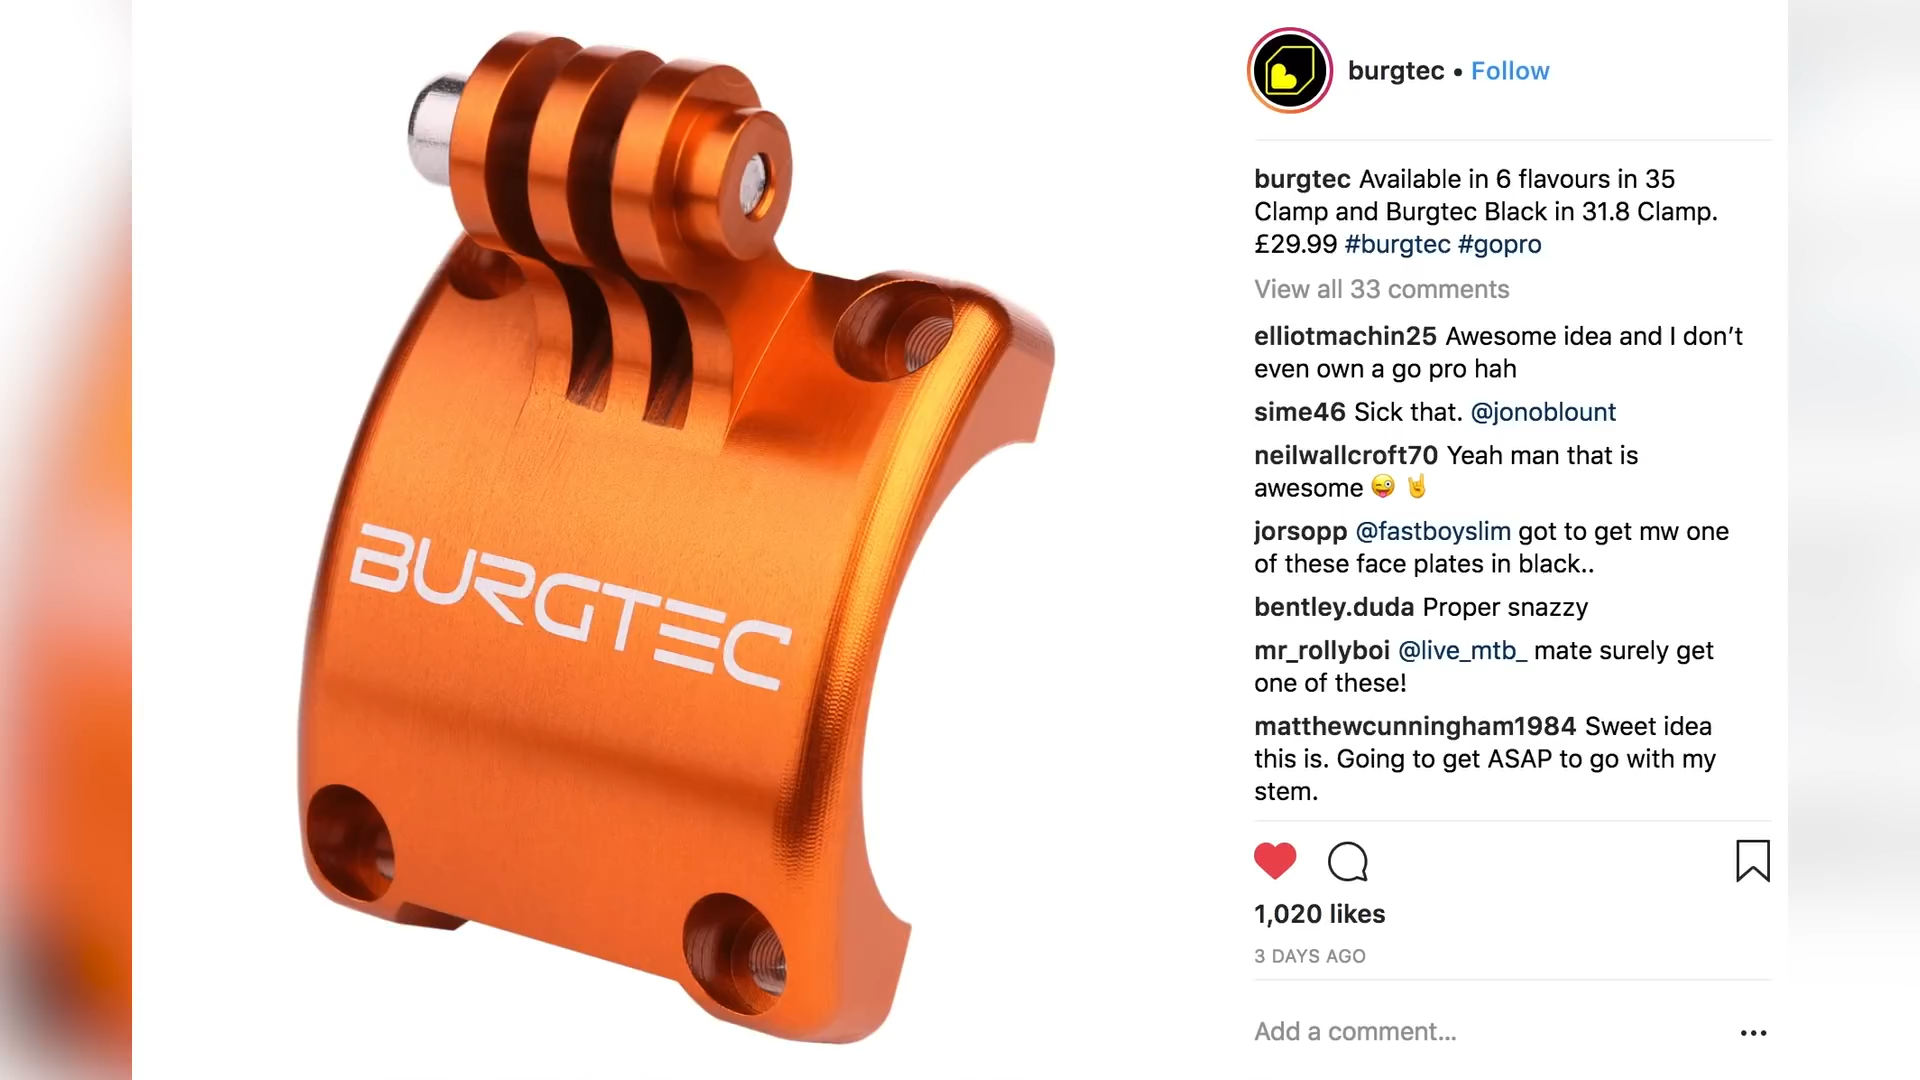 BURGTEC
burgtec • Follow
burgtec Available in 6 flavours in 35
Clamp and Burgtec Black in 31.8 Clamp.
£29.99 #burgtec #gopro
View all 33 comments
elliotmachin25 Awesome idea and I don’t
even own a go pro hah
sime46 Sick that. @jonoblount
neilwallcroft70 Yeah man that is
awesome 😜 🤘
jorsopp @fastboyslim got to get mw one
of these face plates in black..
bentley.duda Proper snazzy
mr_rollyboi @live_mtb_ mate surely get
one of these!
matthewcunningham1984 Sweet idea
this is. Going to get ASAP to go with my
stem.
1,020 likes
3 DAYS AGO
Add a comment...